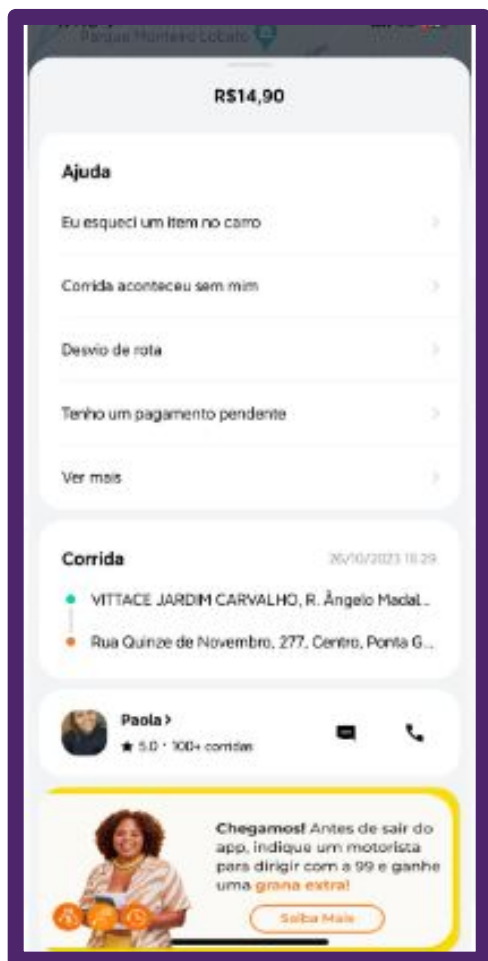 Parque Monteiro Lobato
R$14,90
Ajuda
Eu esqueci um item no carro
Corrida aconteceu sem mim
Desvio de rota
Tenho um pagamento pendente
Ver mais
Corrida 26/10/2023
VITTACE JARDIM CARVALHO, R. Ângelo Madal...
Rua Quinze de Novembro, 277, Centro, Ponta G...
Paola >
★ 5.0 · 100+ corridas
Chegamos! Antes de sair do
app, indique um motorista
para dirigir com a 99 e ganhe
uma grana extra!
Saiba Mais